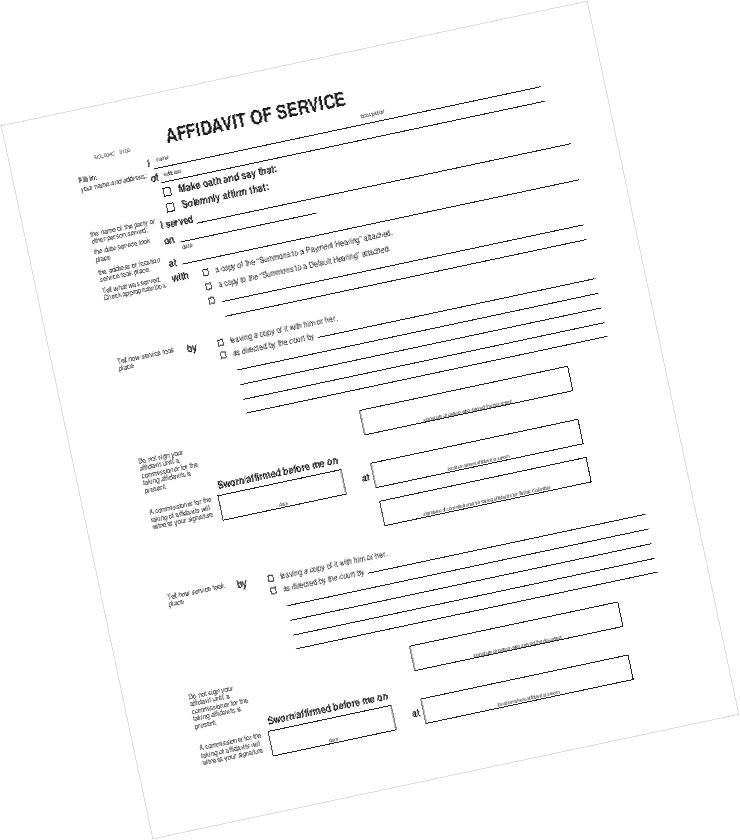 AFFIDAVIT OF SERVICE
Fill in:
your name and address;
I
name
occupation
of
address
Make oath and say that:
Solemnly affirm that:
the name of the party or
other person served;
I served
the date service took
place
on
date
the address or location
service took place.
at
Tell what was served.
Check appropriate box.
with
a copy of the "Summons to a Payment Hearing" attached.
a copy to the "Summons to a Default Hearing" attached.
Tell how service took
place
by
leaving a copy of it with him or her.
as directed by the court by
Do not sign your
affidavit until a
commissioner for the
taking affidavits is
present.
A commissioner for the
taking of affidavits will
witness your signature
Sworn/affirmed before me on
date
at
Tell how service took
place
by
leaving a copy of it with him or her.
as directed by the court by
Do not sign your
affidavit until a
commissioner for the
taking affidavits is
present.
A commissioner for the
taking of affidavits will
witness your signature
Sworn/affirmed before me on
date
at